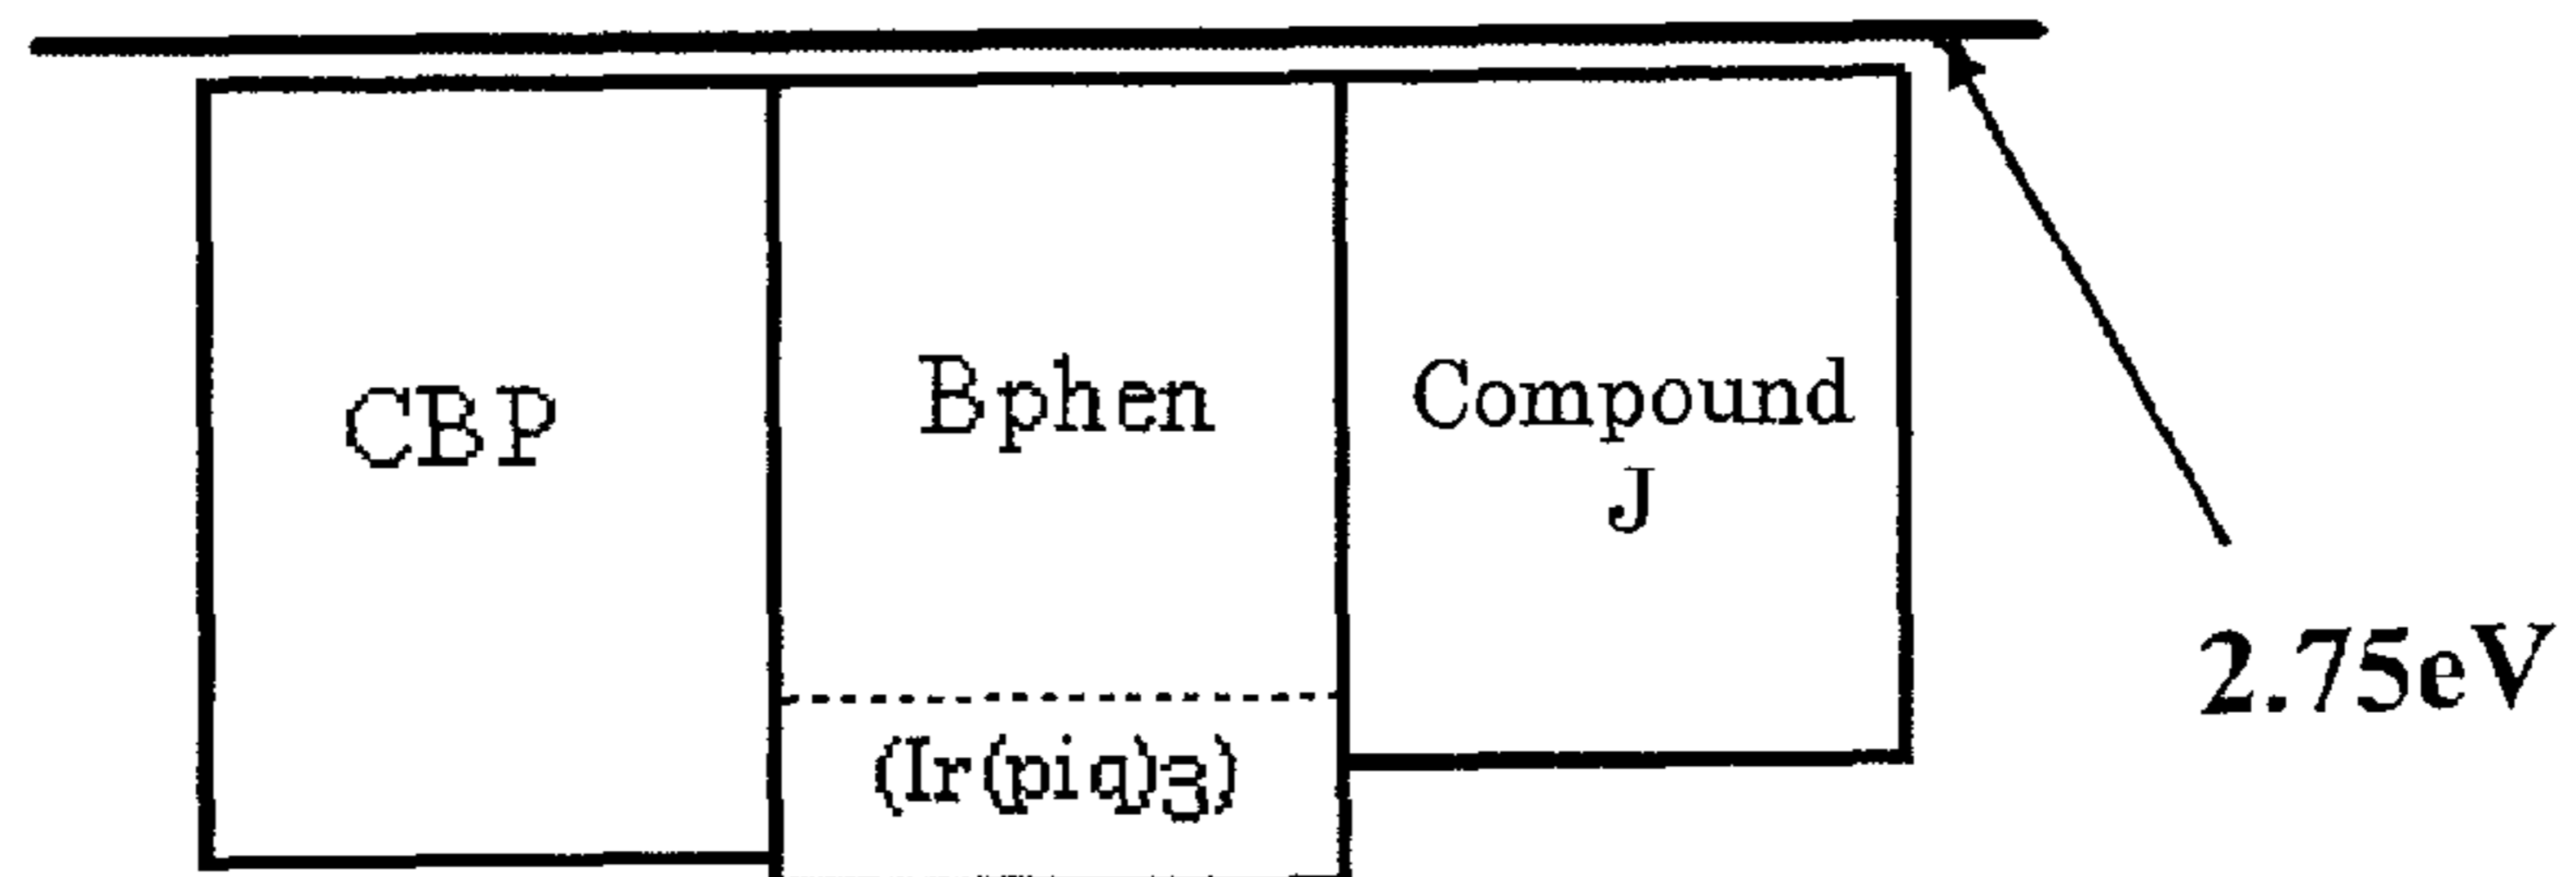 CBP
Bphen
Compound
J
(Ir(piq)3)
2.75eV